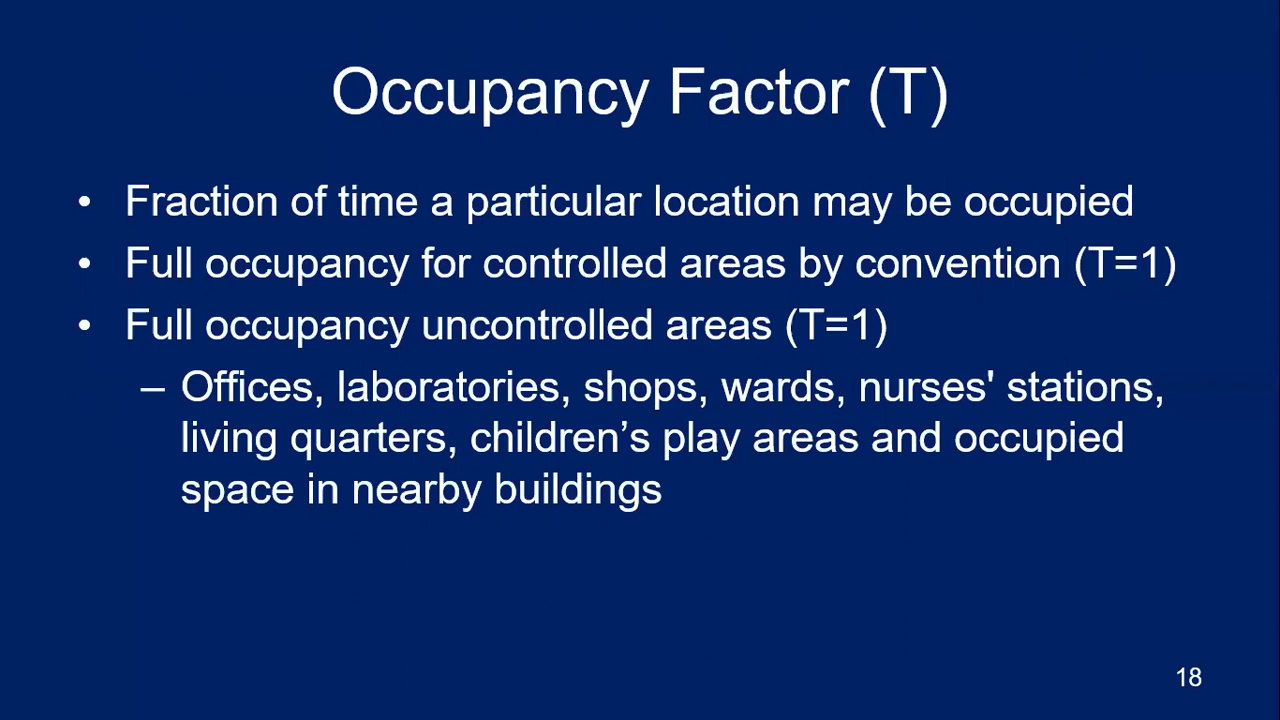 Occupancy Factor (T)
• Fraction of time a particular location may be occupied
• Full occupancy for controlled areas by convention (T=1)
• Full occupancy uncontrolled areas (T=1)
– Offices, laboratories, shops, wards, nurses' stations,
living quarters, children’s play areas and occupied
space in nearby buildings
18